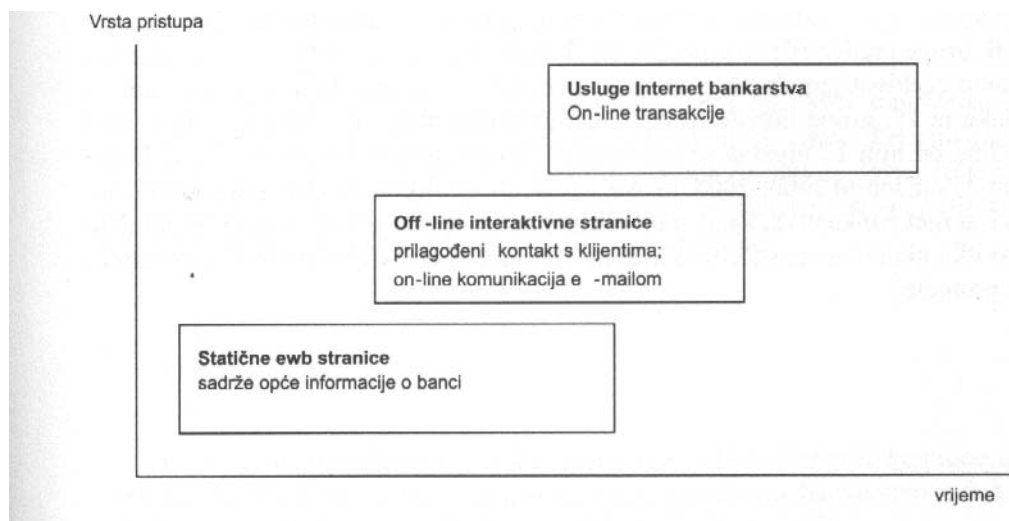 Vrsta pristupa
Usluge Internet bankarstva
On-line transakcije
Off -line interaktivne stranice
prilagođeni kontakt s klijentima;
on-line komunikacija e -mailom
Statične ewb stranice
sadrže opće informacije o banci
vrijeme